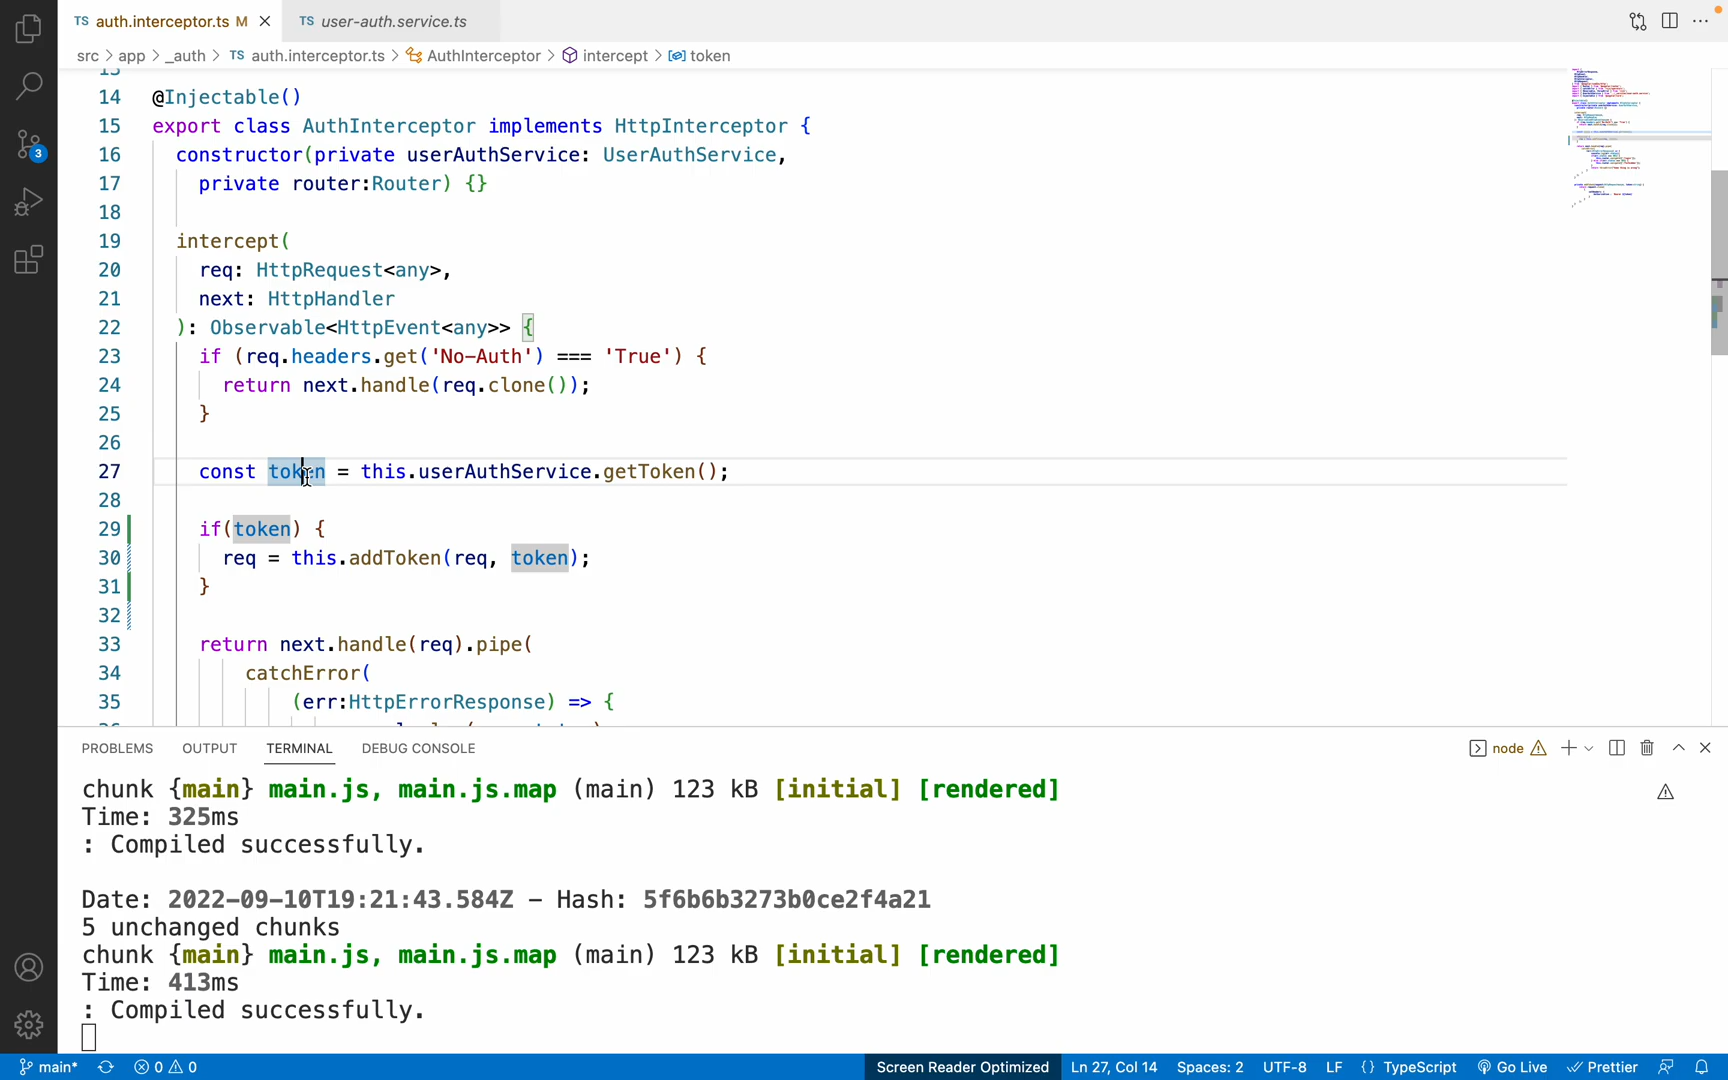 TS auth.interceptor.ts M
TS user-auth.service.ts
src > app > _auth > TS auth.interceptor.ts > AuthInterceptor > intercept > token
14 @Injectable()
15 export class AuthInterceptor implements HttpInterceptor {
16 constructor(private userAuthService: UserAuthService,
17 private router:Router) {}
18
19 intercept(
20 req: HttpRequest<any>,
21 next: HttpHandler
22 ): Observable<HttpEvent<any>> {
23 if (req.headers.get('No-Auth') === 'True') {
24 return next.handle(req.clone());
25 }
26
27 const token = this.userAuthService.getToken();
28
29 if(token) {
30 req = this.addToken(req, token);
31 }
32
33 return next.handle(req).pipe(
34 catchError(
35 (err:HttpErrorResponse) => {
3
PROBLEMS OUTPUT TERMINAL DEBUG CONSOLE
node
chunk {main} main.js, main.js.map (main) 123 kB [initial] [rendered]
Time: 325ms
: Compiled successfully.
Date: 2022-09-10T19:21:43.584Z - Hash: 5f6b6b3273b0ce2f4a21
5 unchanged chunks
chunk {main} main.js, main.js.map (main) 123 kB [initial] [rendered]
Time: 413ms
: Compiled successfully.
main* 0 0 Screen Reader Optimized Ln 27, Col 14 Spaces: 2 UTF-8 LF {} TypeScript Go Live Prettier